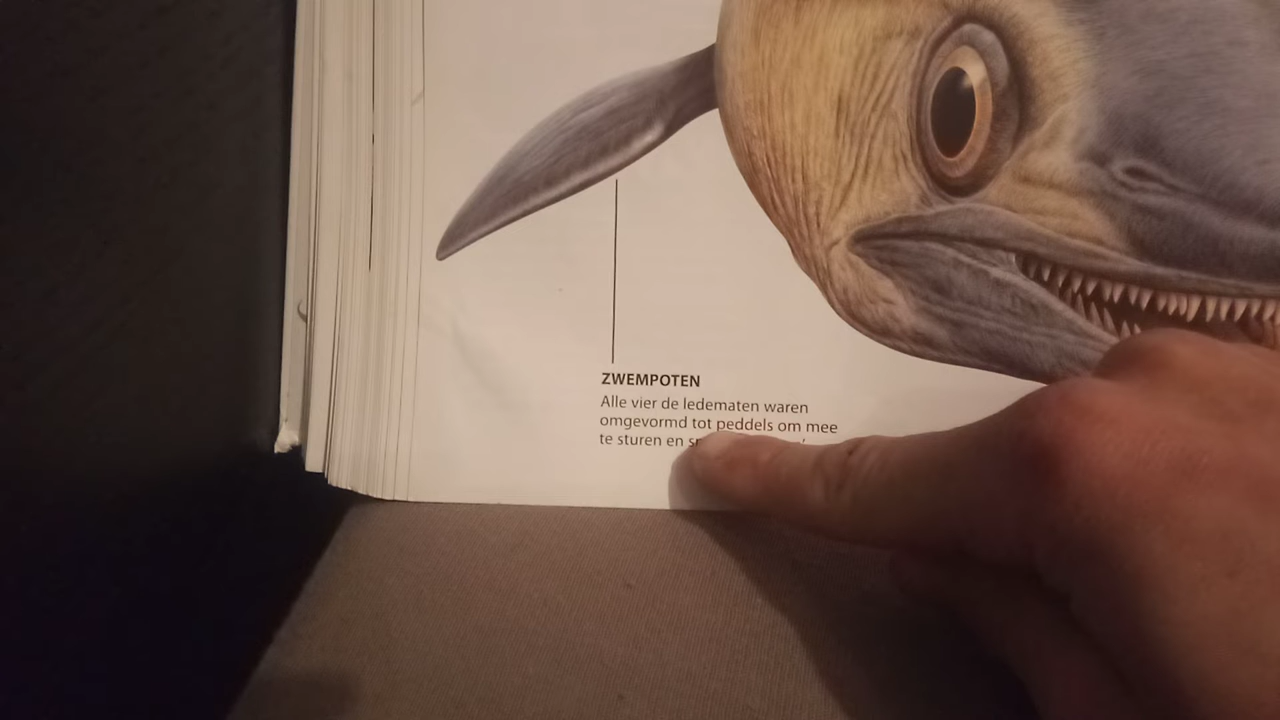 ZWEMPOTEN
Alle vier de ledematen waren
omgevormd tot peddels om mee
te sturen en